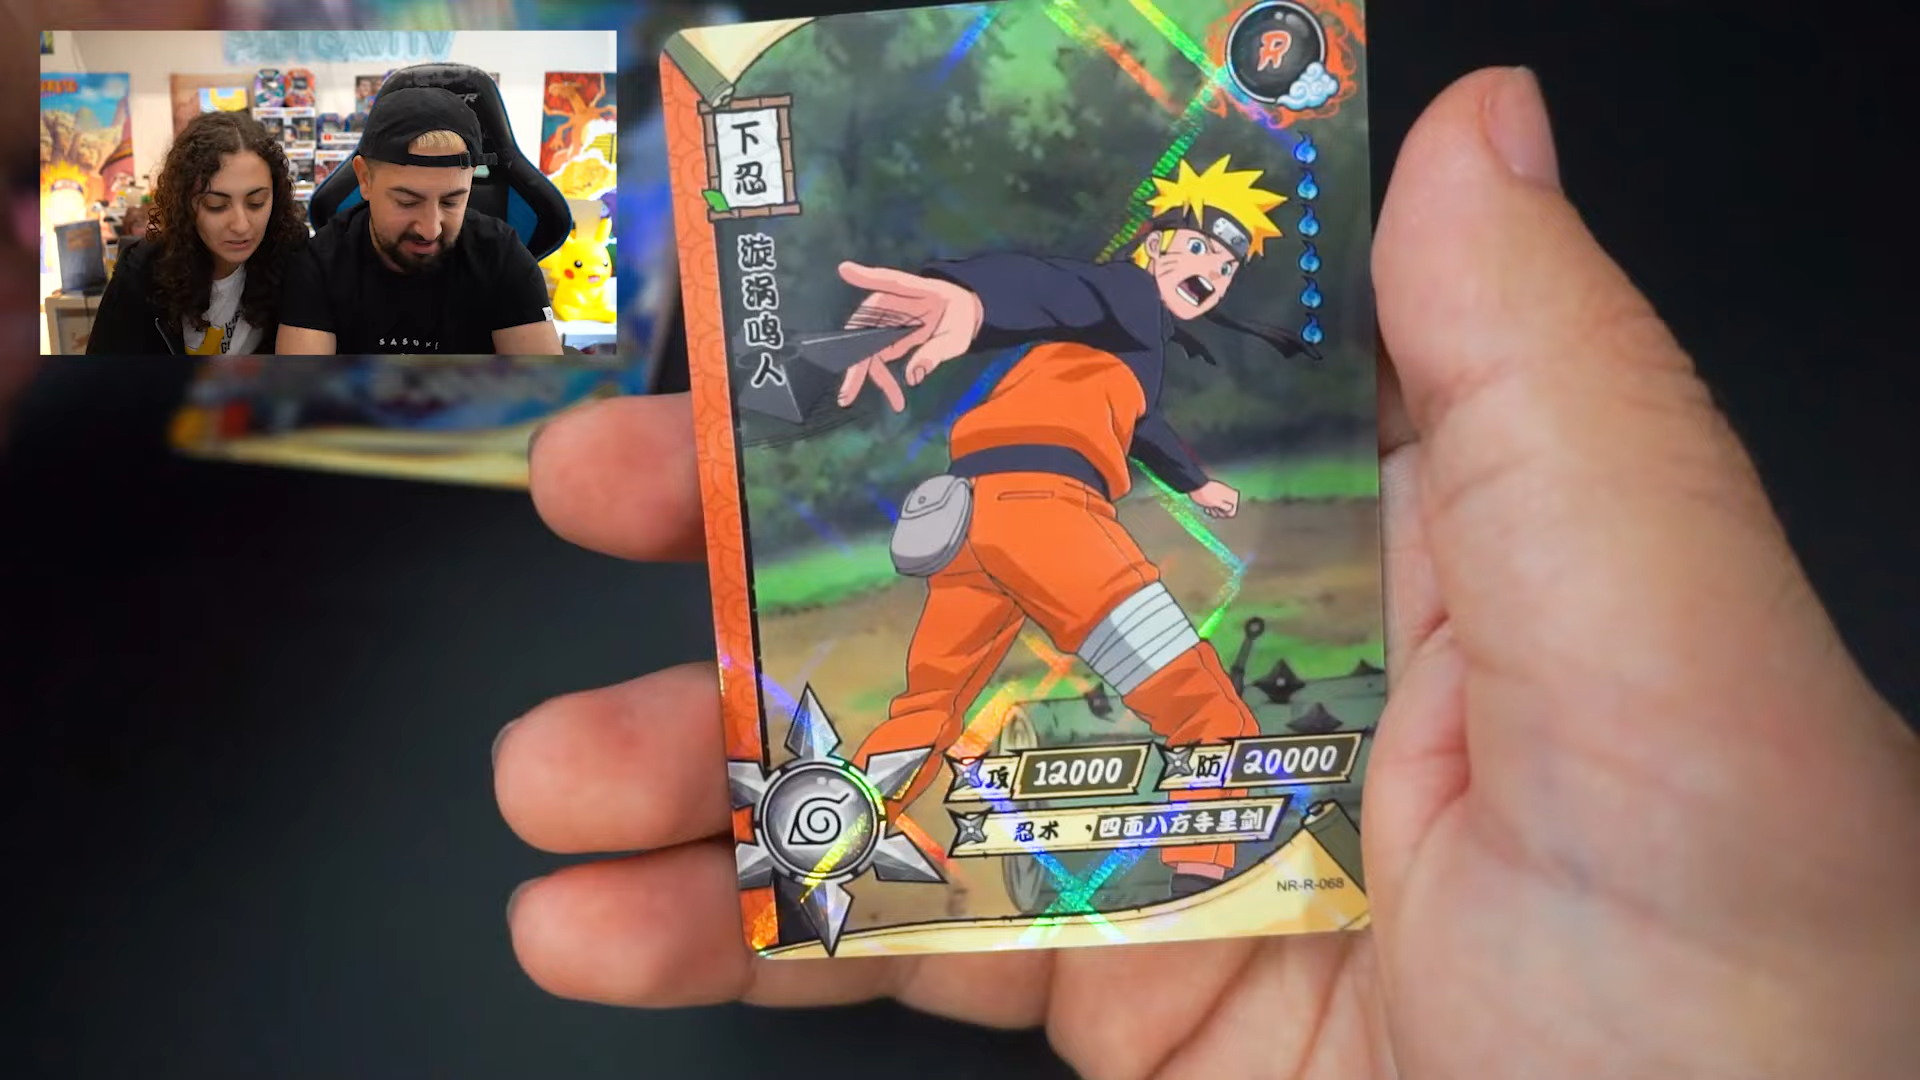 R
下忍
漩涡鸣人
攻 12000 防 20000
忍术 ·四面八方手里剑
NR-R-068
SASUKE